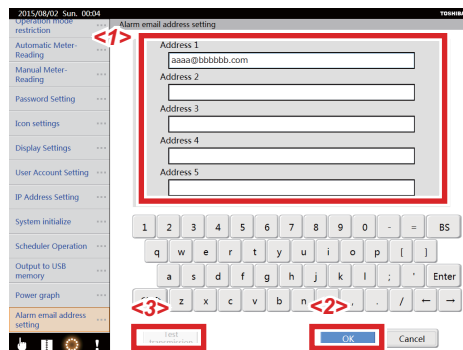 2015/08/02 Sun. 00:04
TOSHIBA
Operation mode
restriction
Automatic Meter-
Reading
Manual Meter-
Reading
Password Setting
Icon settings
Display Settings
User Account Setting
IP Address Setting
System initialize
Scheduler Operation
Output to USB
memory
Power graph
Alarm email address
setting
Alarm email address setting
<1>
Address 1
aaaa@bbbbbb.com
Address 2
Address 3
Address 4
Address 5
1 2 3 4 5 6 7 8 9 0 - = BS
q w e r t y u i o p [ ]
a s d f g h j k l ; ' Enter
z x c v b n , . / ← →
<3>
<2>
Test
OK
Cancel